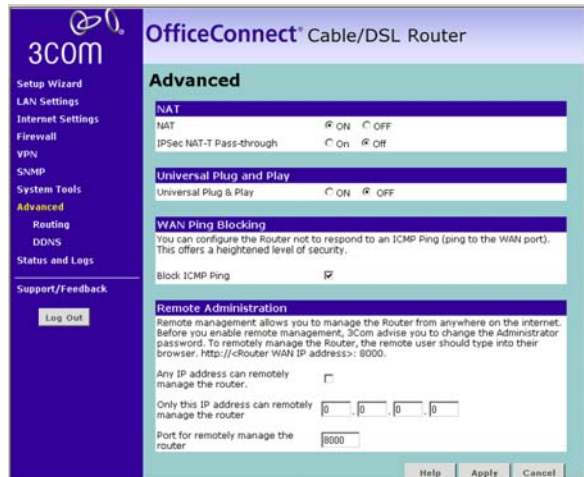 3com
OfficeConnect® Cable/DSL Router
Setup Wizard
LAN Settings
Internet Settings
Firewall
VPN
SNMP
System Tools
Advanced
Routing
DDNS
Status and Logs
Support/Feedback
Log Out
Advanced
NAT
NAT ON OFF
IPSec NAT-T Pass-through On Off
Universal Plug and Play
Universal Plug & Play ON OFF
WAN Ping Blocking
You can configure the Router not to respond to an ICMP Ping (ping to the WAN port).
This offers a heightened level of security.
Block ICMP Ping
Remote Administration
Remote management allows you to manage the Router from anywhere on the internet.
Before you enable remote management, 3Com advise you to change the Administrator
password. To remotely manage the Router, the remote user should type into their
browser. http://<Router WAN IP address>: 8000.
Any IP address can remotely
manage the router.
Only this IP address can remotely
manage the router
0 . 0 . 0 . 0
Port for remotely manage the
router
8000
Help Apply Cancel